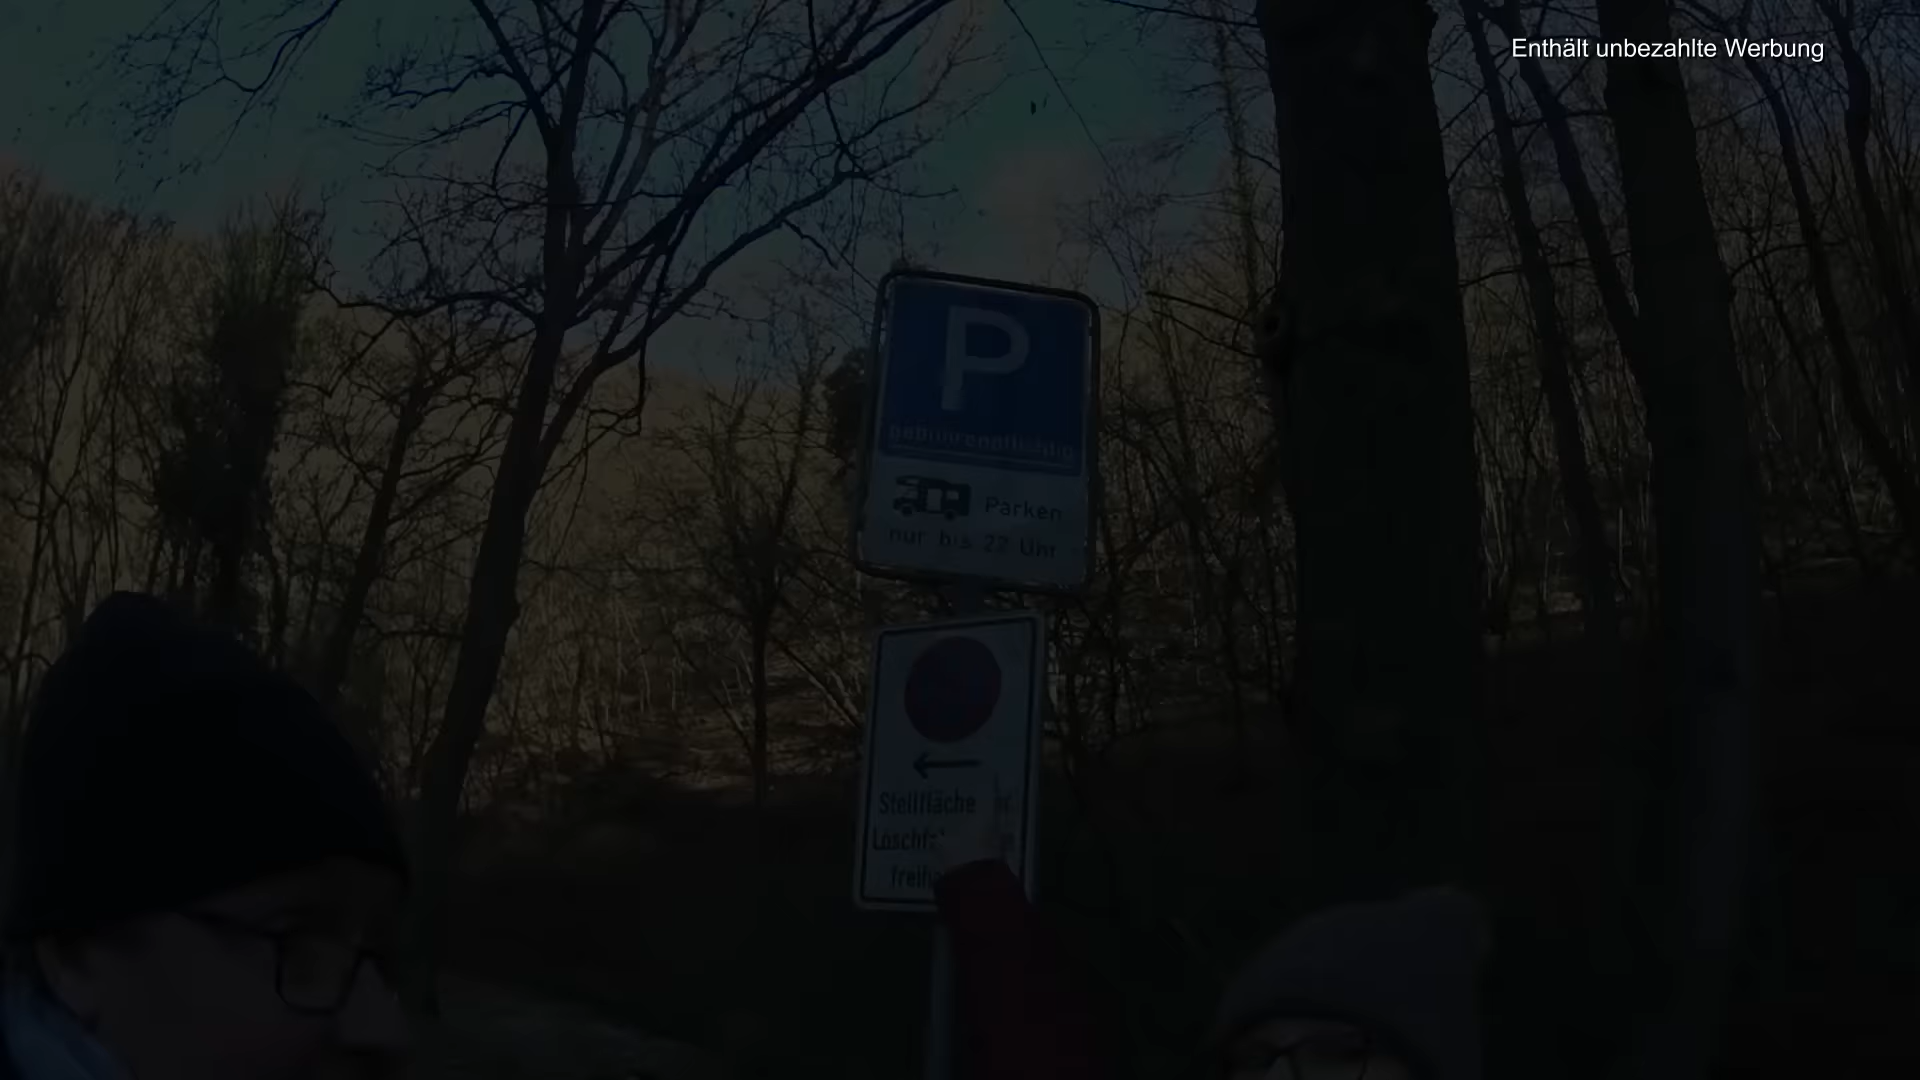 Enthält unbezahlte Werbung
P
gebührenpflichtig
Parken
nur bis 22 Uhr
Stellfläche